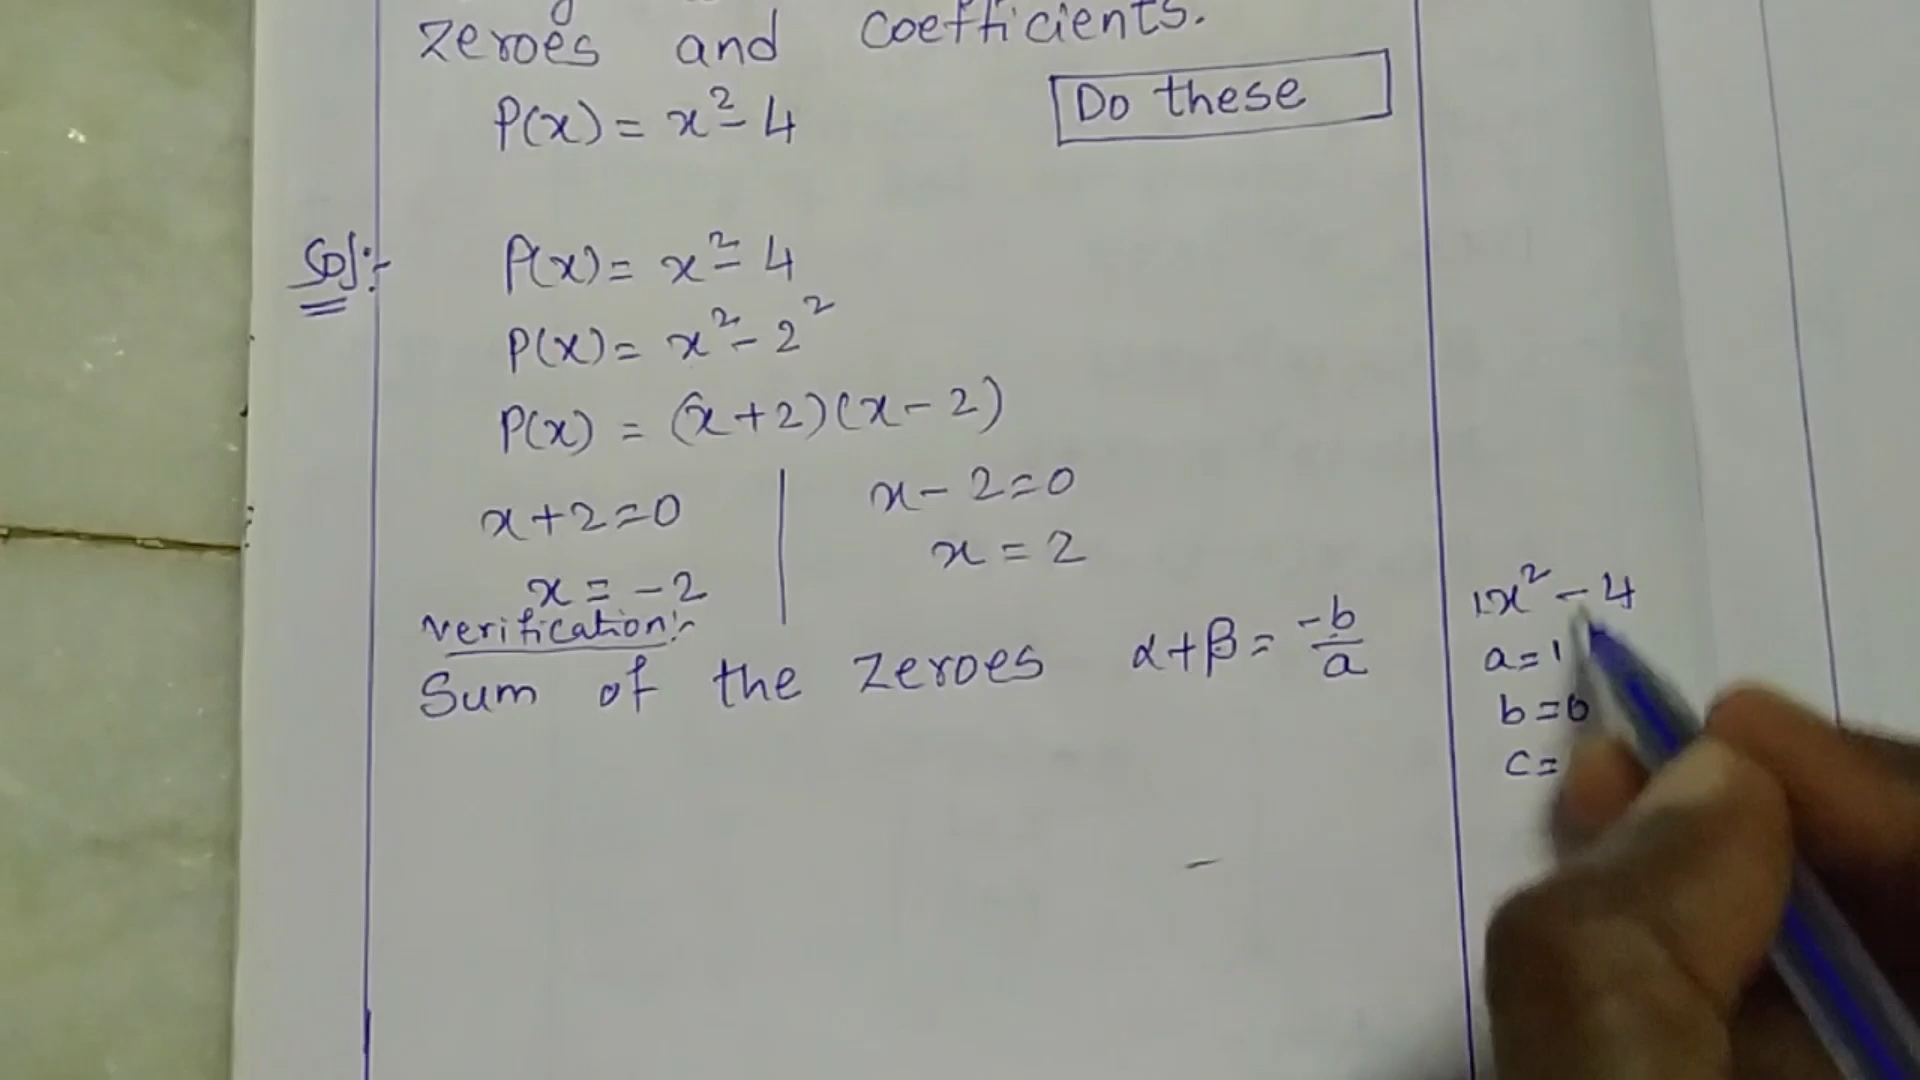 zeroes and coefficients.
P(x) = x² - 4
Do these
Sol:-
P(x) = x² - 4
P(x) = x² - 2²
P(x) = (x+2)(x-2)
x+2=0
x = -2
x-2=0
x = 2
verification:-
Sum of the zeroes α+β = -b/a
1x² - 4
a=1
b=0
c=